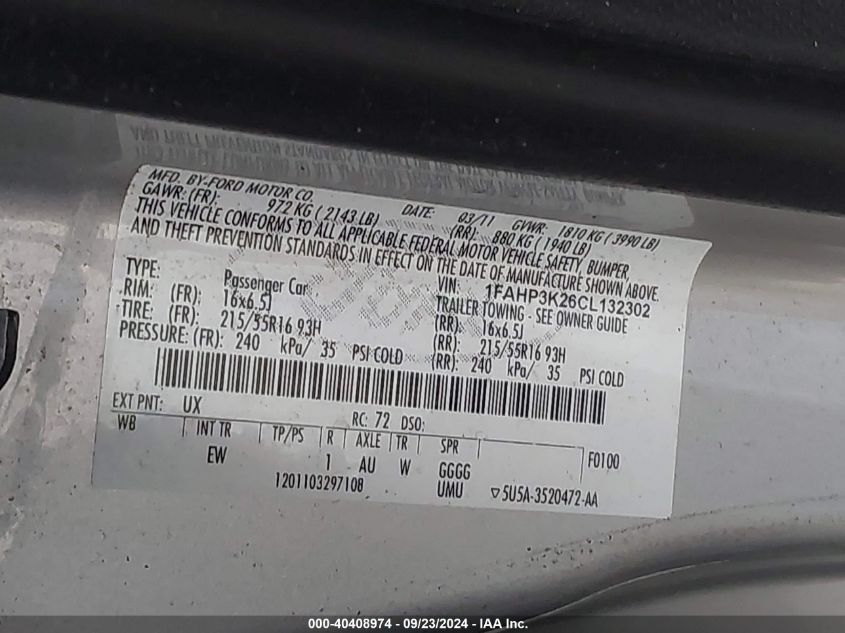 AND THEFT PREVENTION STANDARDS IN EFFECT
MFD. BY-FORD MOTOR CO. DATE: 03/11 GVWR: 1810 KG ( 3990 LB)
GAWR: (FR): 972 KG ( 2143 LB) (RR): 880 KG ( 1940 LB)
THIS VEHICLE CONFORMS TO ALL APPLICABLE FEDERAL MOTOR VEHICLE SAFETY, BUMPER,
AND THEFT PREVENTION STANDARDS IN EFFECT ON THE DATE OF MANUFACTURE SHOWN ABOVE.
VIN: 1FAHP3K26CL132302
TYPE: Passenger Car TRAILER TOWING - SEE OWNER GUIDE
RIM: (FR): 16x6.5J (RR): 16x6.5J
TIRE: (FR): 215/55R16 93H (RR): 215/55R16 93H
PRESSURE: (FR): 240 kPa/ 35 PSI COLD (RR): 240 kPa/ 35 PSI COLD
EXT PNT: UX RC: 72 DSO:
WB INT TR TP/PS R AXLE TR SPR F0100
EW 1 AU W GGGG
1201103297108 UMU ▽5U5A-3520472-AA
000-40408974 - 09/23/2024 - IAA Inc.